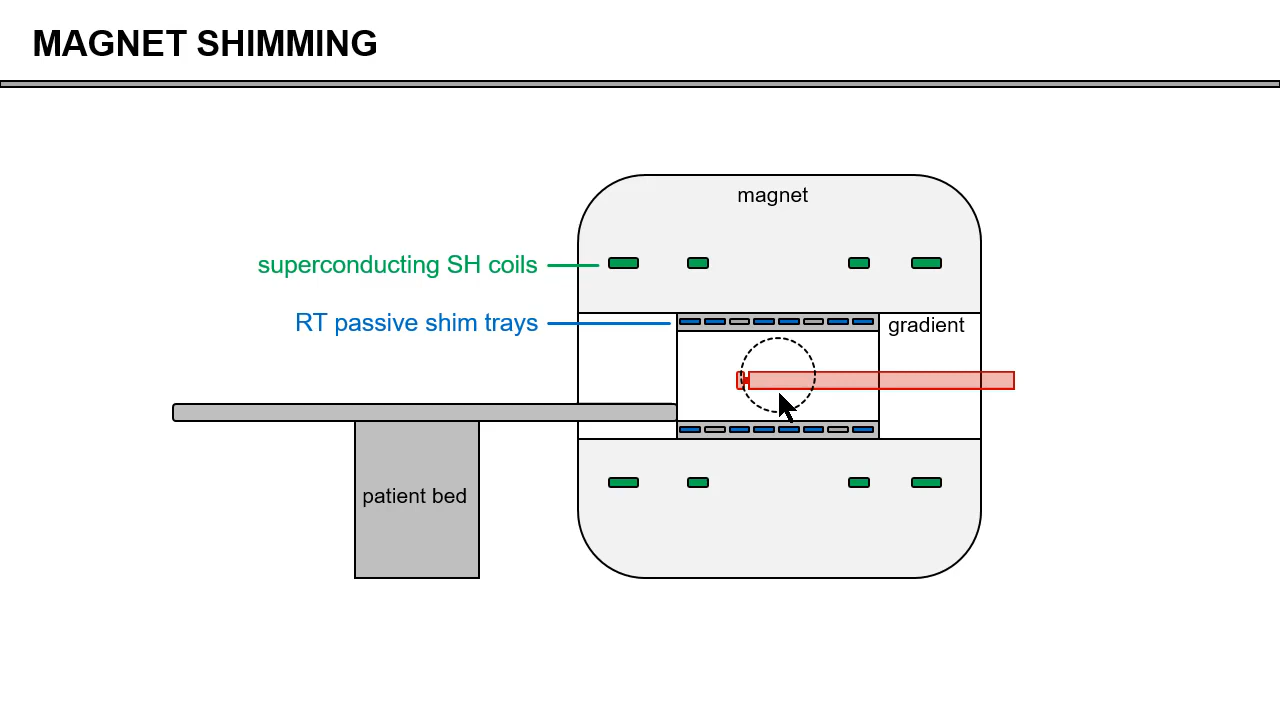 MAGNET SHIMMING
magnet
superconducting SH coils
RT passive shim trays
gradient
patient bed